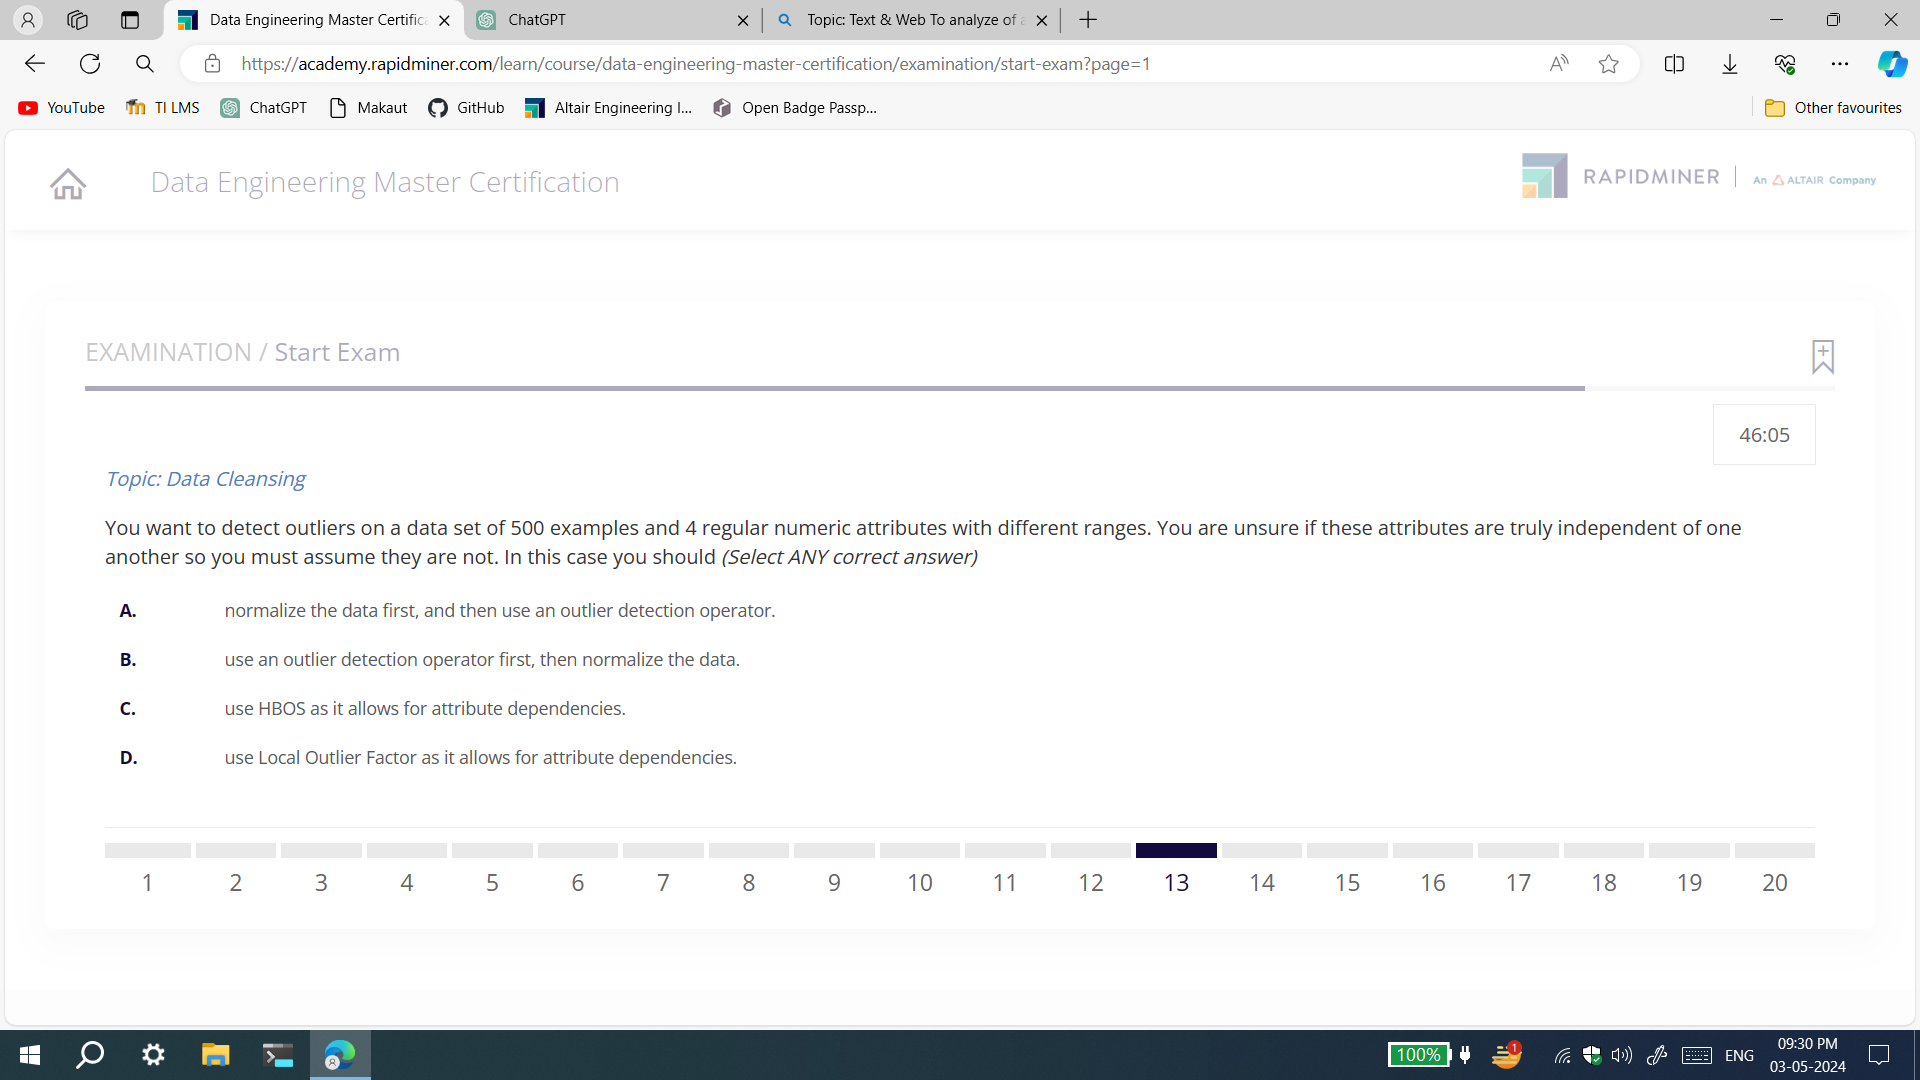 Data Engineering Master Certifica
ChatGPT
Topic: Text & Web To analyze of a
https://academy.rapidminer.com/learn/course/data-engineering-master-certification/examination/start-exam?page=1
YouTube TI LMS ChatGPT Makaut GitHub Altair Engineering I... Open Badge Passp... Other favourites
Data Engineering Master Certification
RAPIDMINER | An ALTAIR Company
EXAMINATION / Start Exam
46:05
Topic: Data Cleansing
You want to detect outliers on a data set of 500 examples and 4 regular numeric attributes with different ranges. You are unsure if these attributes are truly independent of one
another so you must assume they are not. In this case you should (Select ANY correct answer)
A. normalize the data first, and then use an outlier detection operator.
B. use an outlier detection operator first, then normalize the data.
C. use HBOS as it allows for attribute dependencies.
D. use Local Outlier Factor as it allows for attribute dependencies.
1 2 3 4 5 6 7 8 9 10 11 12 13 14 15 16 17 18 19 20
100% 1 ENG 09:30 PM
03-05-2024